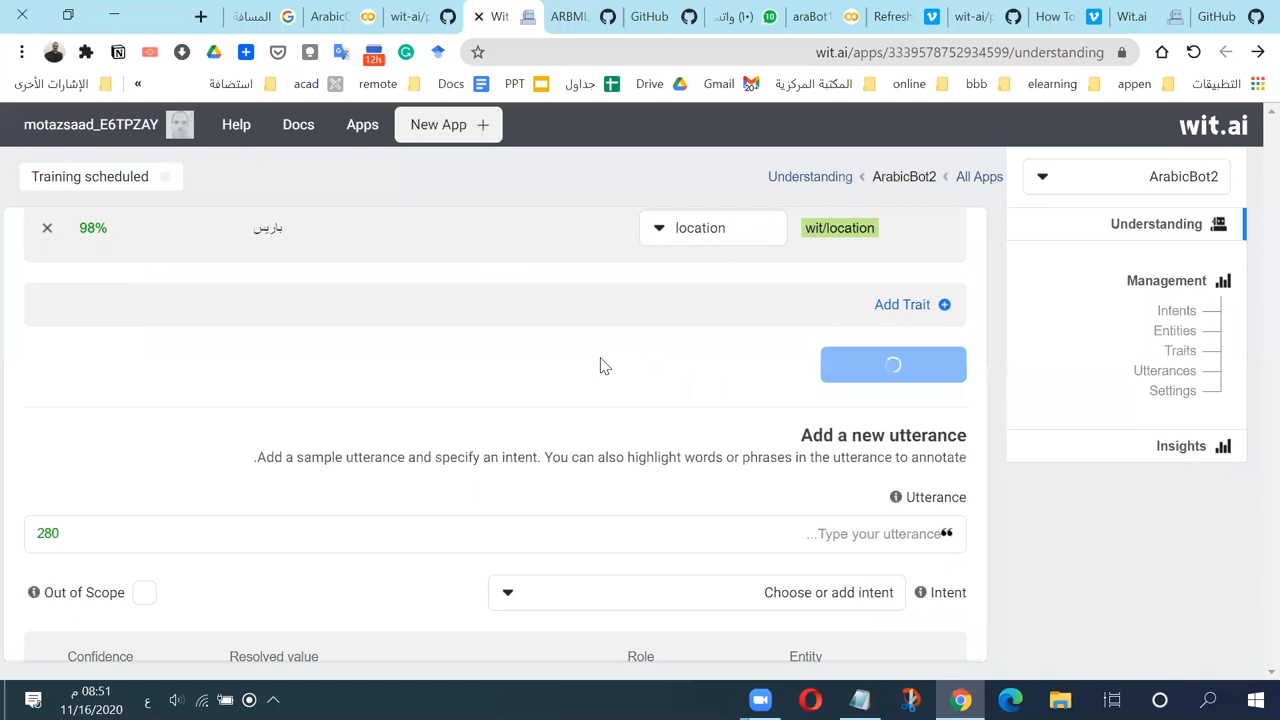 المسافة
ArabicG
wit-ai/p
Wit.
ARBML
GitHub
(10) واتس
araBot1
Refresh
wit-ai/p
How To
Wit.ai
GitHub
12h
wit.ai/apps/3339578752934599/understanding
التطبيقات
appen
elearning
bbb
online
المكتبة المركزية
Gmail
Drive
جداول
PPT
Docs
remote
acad
استضافة
«
الإشارات الأخرى
motazsaad_E6TPZAY
Help
Docs
Apps
New App +
wit.ai
Training scheduled
Understanding
ArabicBot2
All Apps
ArabicBot2
98%
باريس
location
wit/location
Understanding
Management
Intents
Entities
Traits
Utterances
Settings
Insights
Add Trait
Add a new utterance
.Add a sample utterance and specify an intent. You can also highlight words or phrases in the utterance to annotate
Utterance
280
...Type your utterance
Out of Scope
Choose or add intent
Intent
Confidence
Resolved value
Role
Entity
08:51 م
11/16/2020
ع